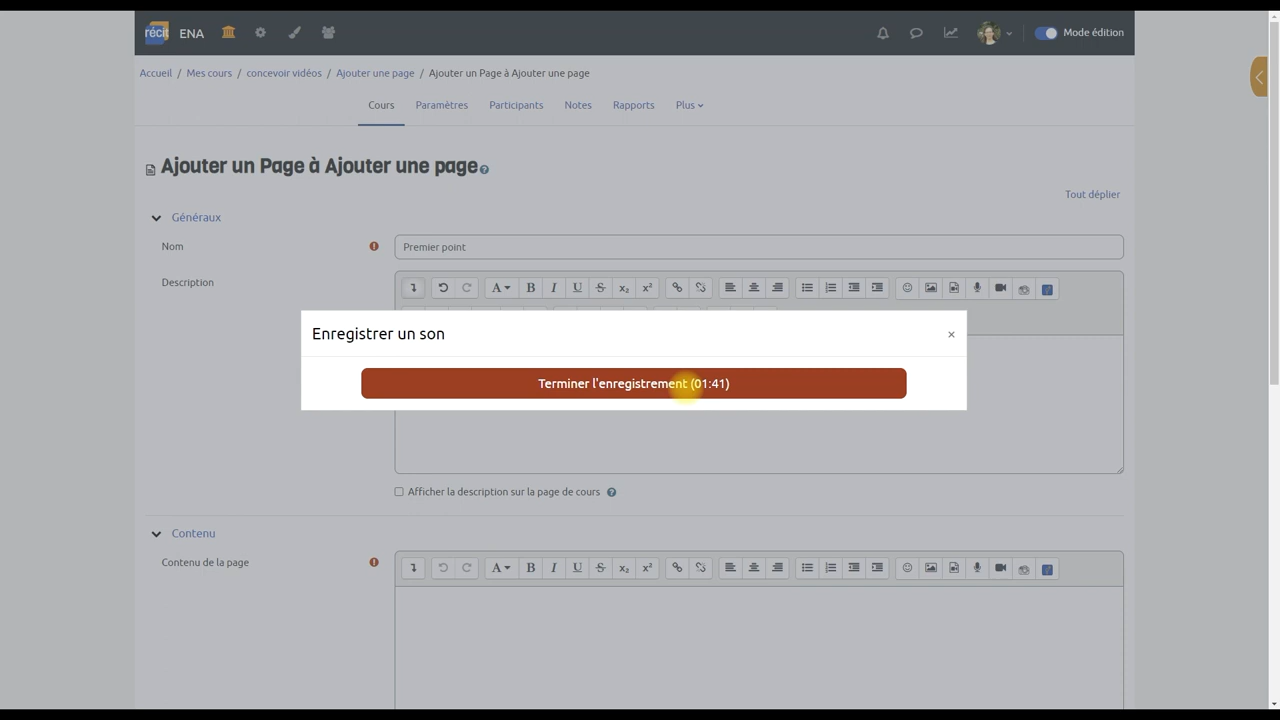 récit ENA Mode édition
Accueil / Mes cours / concevoir vidéos / Ajouter une page / Ajouter un Page à Ajouter une page
Cours Paramètres Participants Notes Rapports Plus
Ajouter un Page à Ajouter une page
Tout déplier
Généraux
Nom Premier point
Description
Enregistrer un son ×
Terminer l'enregistrement (01:41)
Afficher la description sur la page de cours
Contenu
Contenu de la page